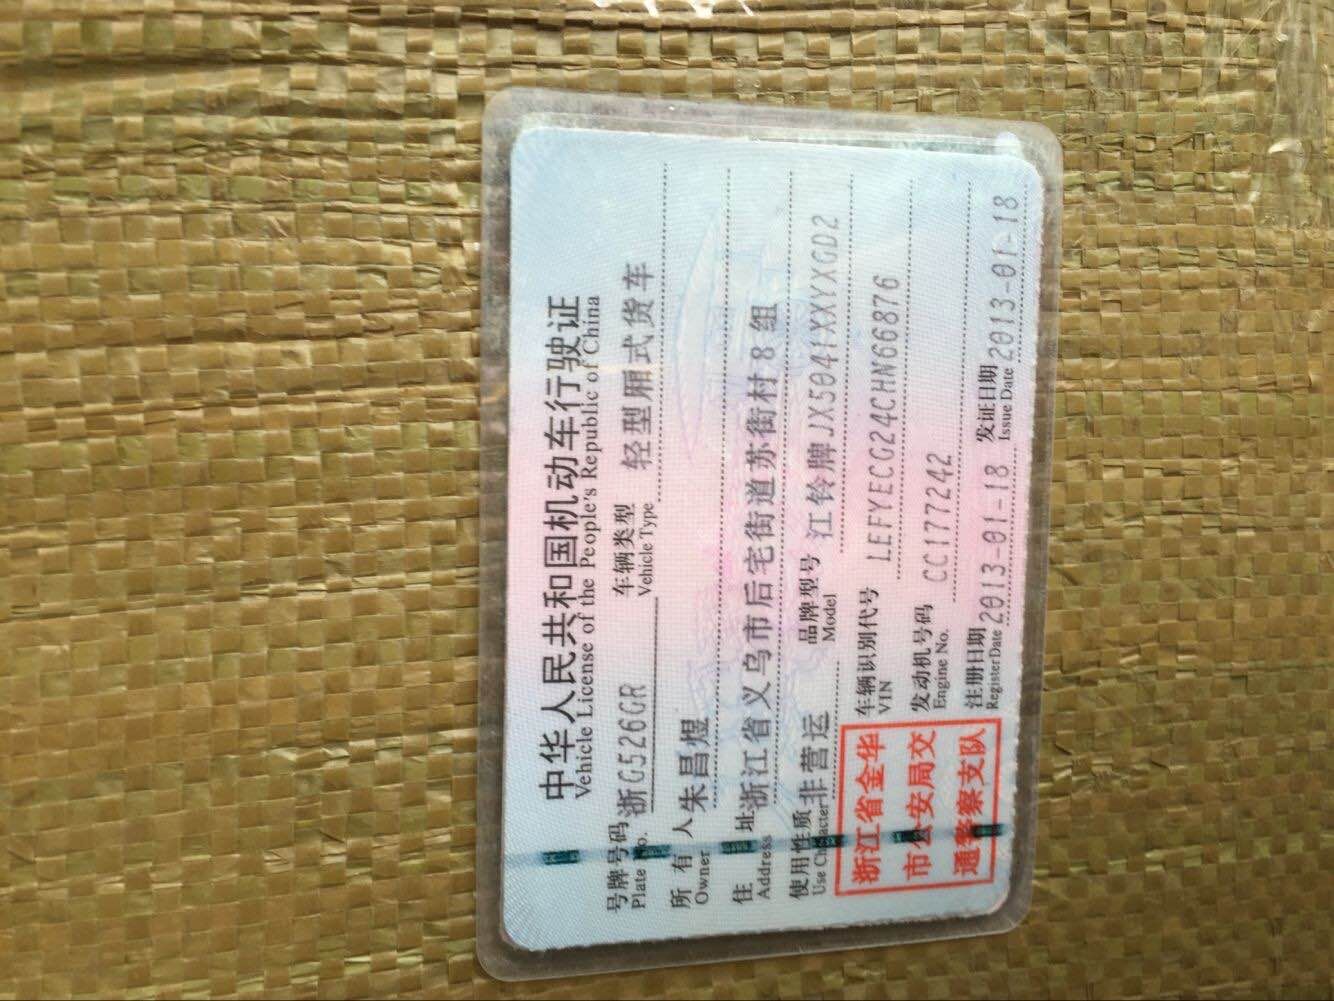 中华人民共和国机动车行驶证
Vehicle License of the People's Republic of China
号牌号码 浙G526GR 车辆类型 轻型厢式货车
Plate No. Vehicle Type
所有人 朱昌煜
Owner
住址 浙江省义乌市后宅街道苏街村8组
Address
使用性质 非营运 品牌型号 江铃牌JX5041XXYXGD2
Use Character Model
浙江省金华
市公安局交
通警察支队
车辆识别代号 LEFYECG24CHN66876
VIN
发动机号码 CC177242
Engine No.
注册日期 2013-01-18 发证日期 2013-01-18
Register Date Issue Date